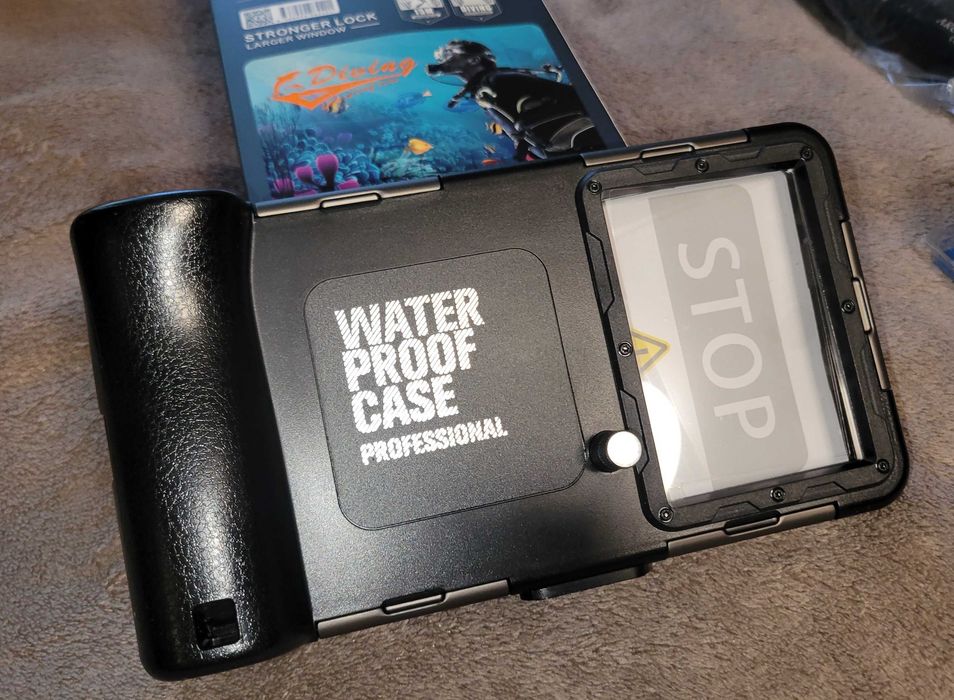 STRONGER LOCK
LARGER WINDOW
Diving
WATER
PROOF
CASE
PROFESSIONAL
STOP